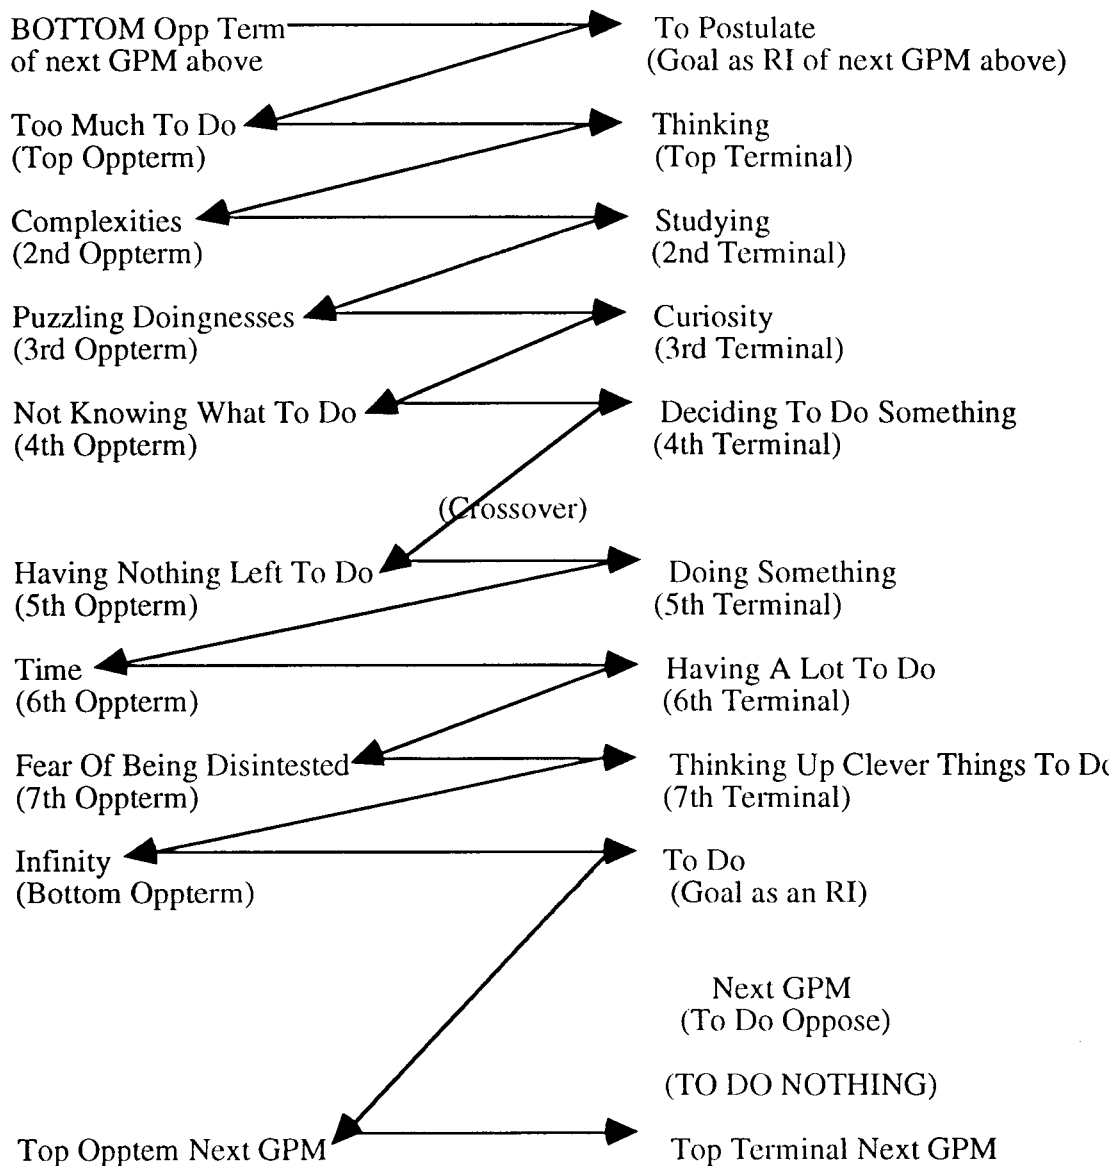 BOTTOM Opp Term
of next GPM above
To Postulate
(Goal as RI of next GPM above)
Too Much To Do
(Top Oppterm)
Thinking
(Top Terminal)
Complexities
(2nd Oppterm)
Studying
(2nd Terminal)
Puzzling Doingnesses
(3rd Oppterm)
Curiosity
(3rd Terminal)
Not Knowing What To Do
(4th Oppterm)
Deciding To Do Something
(4th Terminal)
(Crossover)
Having Nothing Left To Do
(5th Oppterm)
Doing Something
(5th Terminal)
Time
(6th Oppterm)
Having A Lot To Do
(6th Terminal)
Fear Of Being Disintested
(7th Oppterm)
Thinking Up Clever Things To Do
(7th Terminal)
Infinity
(Bottom Oppterm)
To Do
(Goal as an RI)
Next GPM
(To Do Oppose)
(TO DO NOTHING)
Top Opptem Next GPM
Top Terminal Next GPM